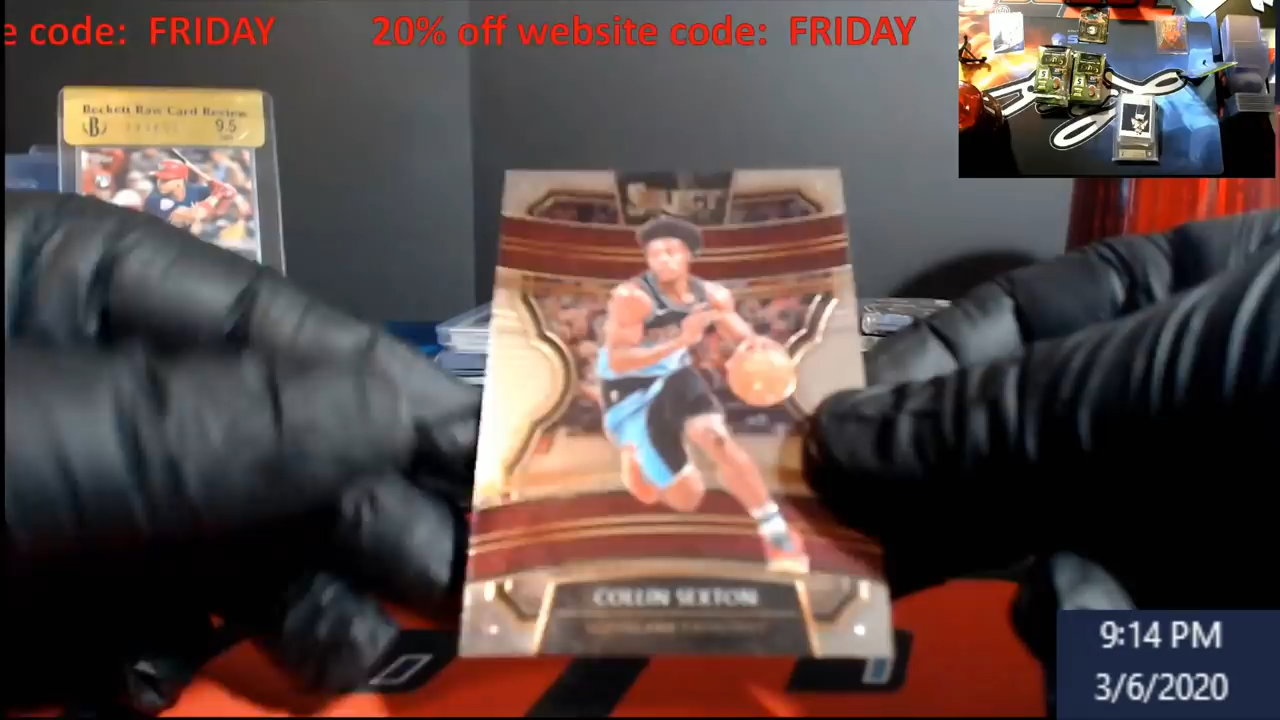 e code: FRIDAY 20% off website code: FRIDAY
Beckett Raw Card Review
B 9.5
SELECT
COLLIN SEXTON
9:14 PM
3/6/2020